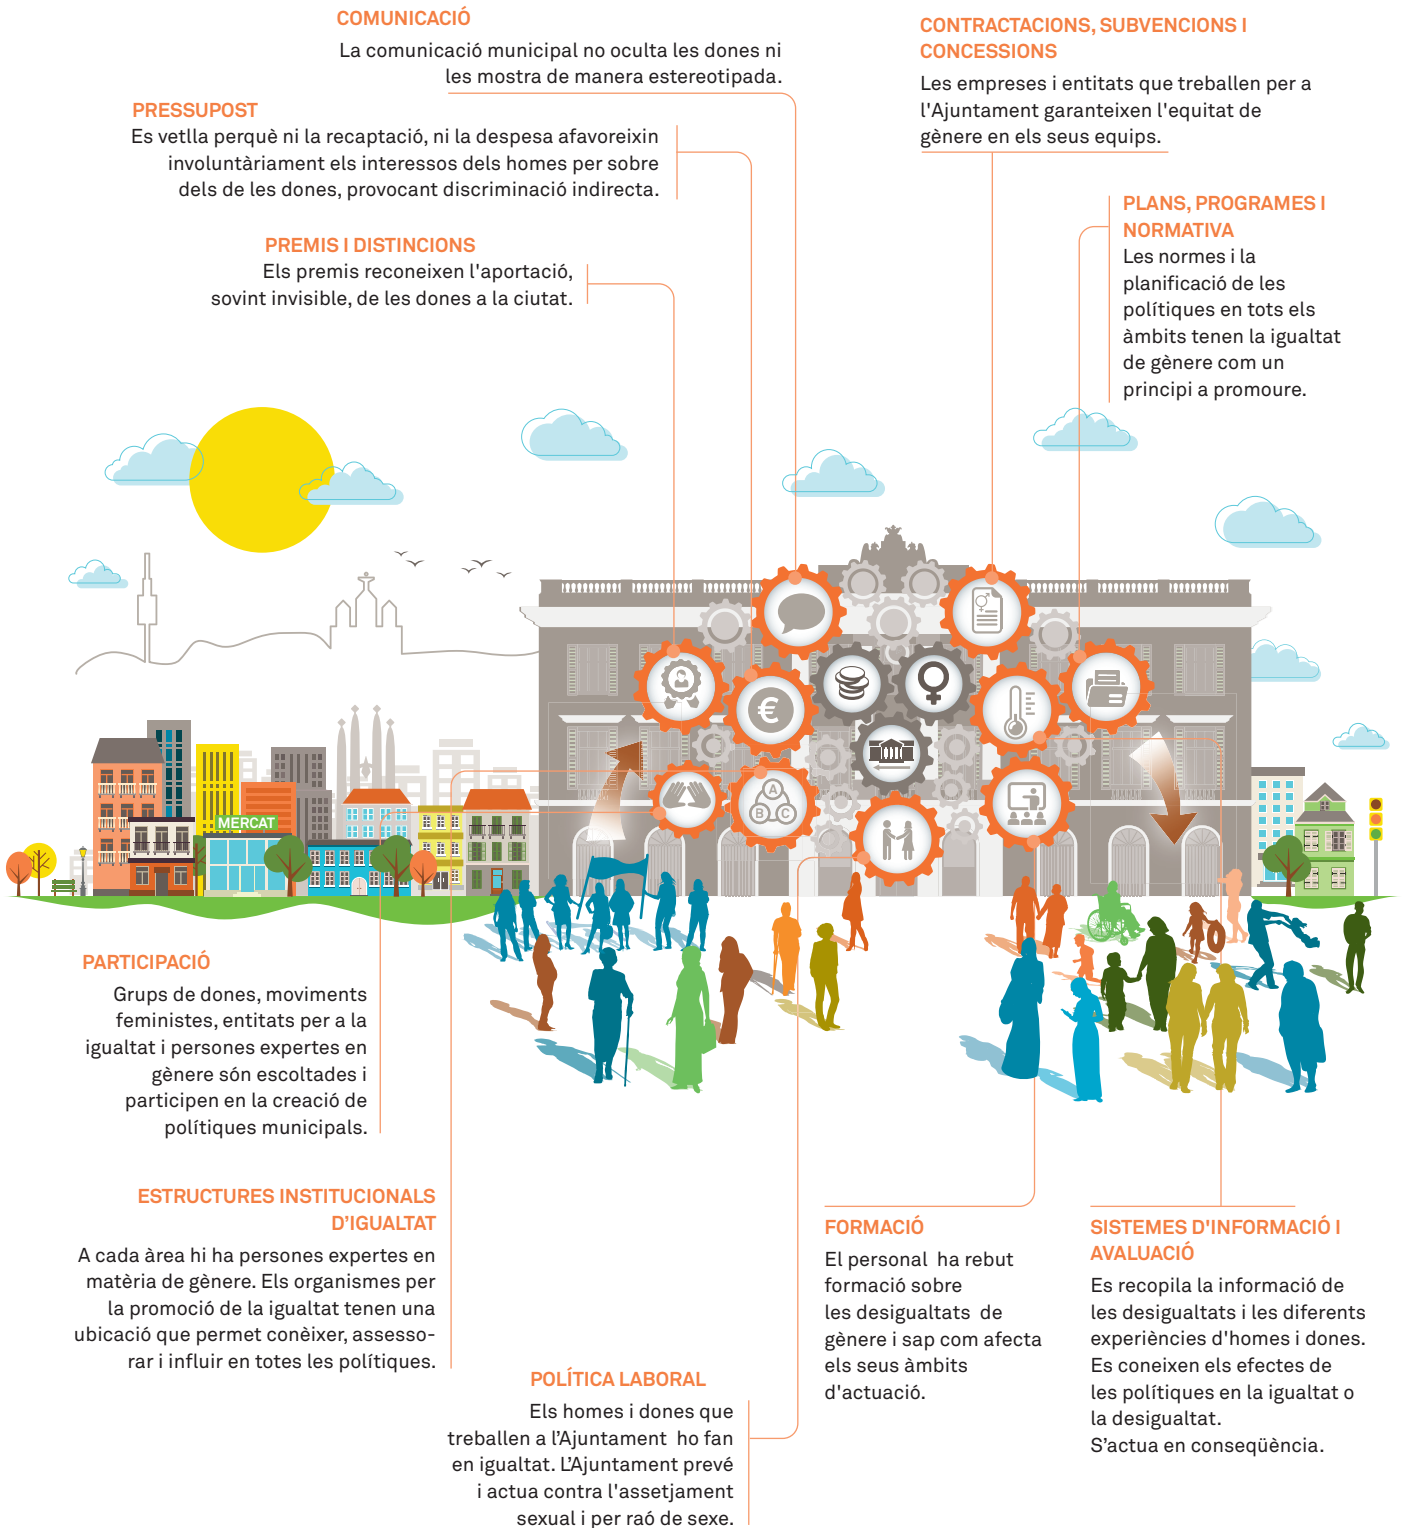 COMUNICACIÓ
La comunicació municipal no oculta les dones ni
les mostra de manera estereotipada.
CONTRACTACIONS, SUBVENCIONS I
CONCESSIONS
Les empreses i entitats que treballen per a
l'Ajuntament garanteixen l'equitat de
gènere en els seus equips.
PRESSUPOST
Es vetlla perquè ni la recaptació, ni la despesa afavoreixin
involuntàriament els interessos dels homes per sobre
dels de les dones, provocant discriminació indirecta.
PLANS, PROGRAMES I
NORMATIVA
Les normes i la
planificació de les
polítiques en tots els
àmbits tenen la igualtat
de gènere com un
principi a promoure.
PREMIS I DISTINCIONS
Els premis reconeixen l'aportació,
sovint invisible, de les dones a la ciutat.
€
A
B C
MERCAT
PARTICIPACIÓ
Grups de dones, moviments
feministes, entitats per a la
igualtat i persones expertes en
gènere són escoltades i
participen en la creació de
polítiques municipals.
ESTRUCTURES INSTITUCIONALS
D’IGUALTAT
A cada àrea hi ha persones expertes en
matèria de gènere. Els organismes per
la promoció de la igualtat tenen una
ubicació que permet conèixer, assesso-
rar i influir en totes les polítiques.
POLÍTICA LABORAL
Els homes i dones que
treballen a l’Ajuntament ho fan
en igualtat. L’Ajuntament prevé
i actua contra l'assetjament
sexual i per raó de sexe.
FORMACIÓ
El personal ha rebut
formació sobre
les desigualtats de
gènere i sap com afecta
els seus àmbits
d'actuació.
SISTEMES D'INFORMACIÓ I
AVALUACIÓ
Es recopila la informació de
les desigualtats i les diferents
experiències d'homes i dones.
Es coneixen els efectes de
les polítiques en la igualtat o
la desigualtat.
S’actua en conseqüència.